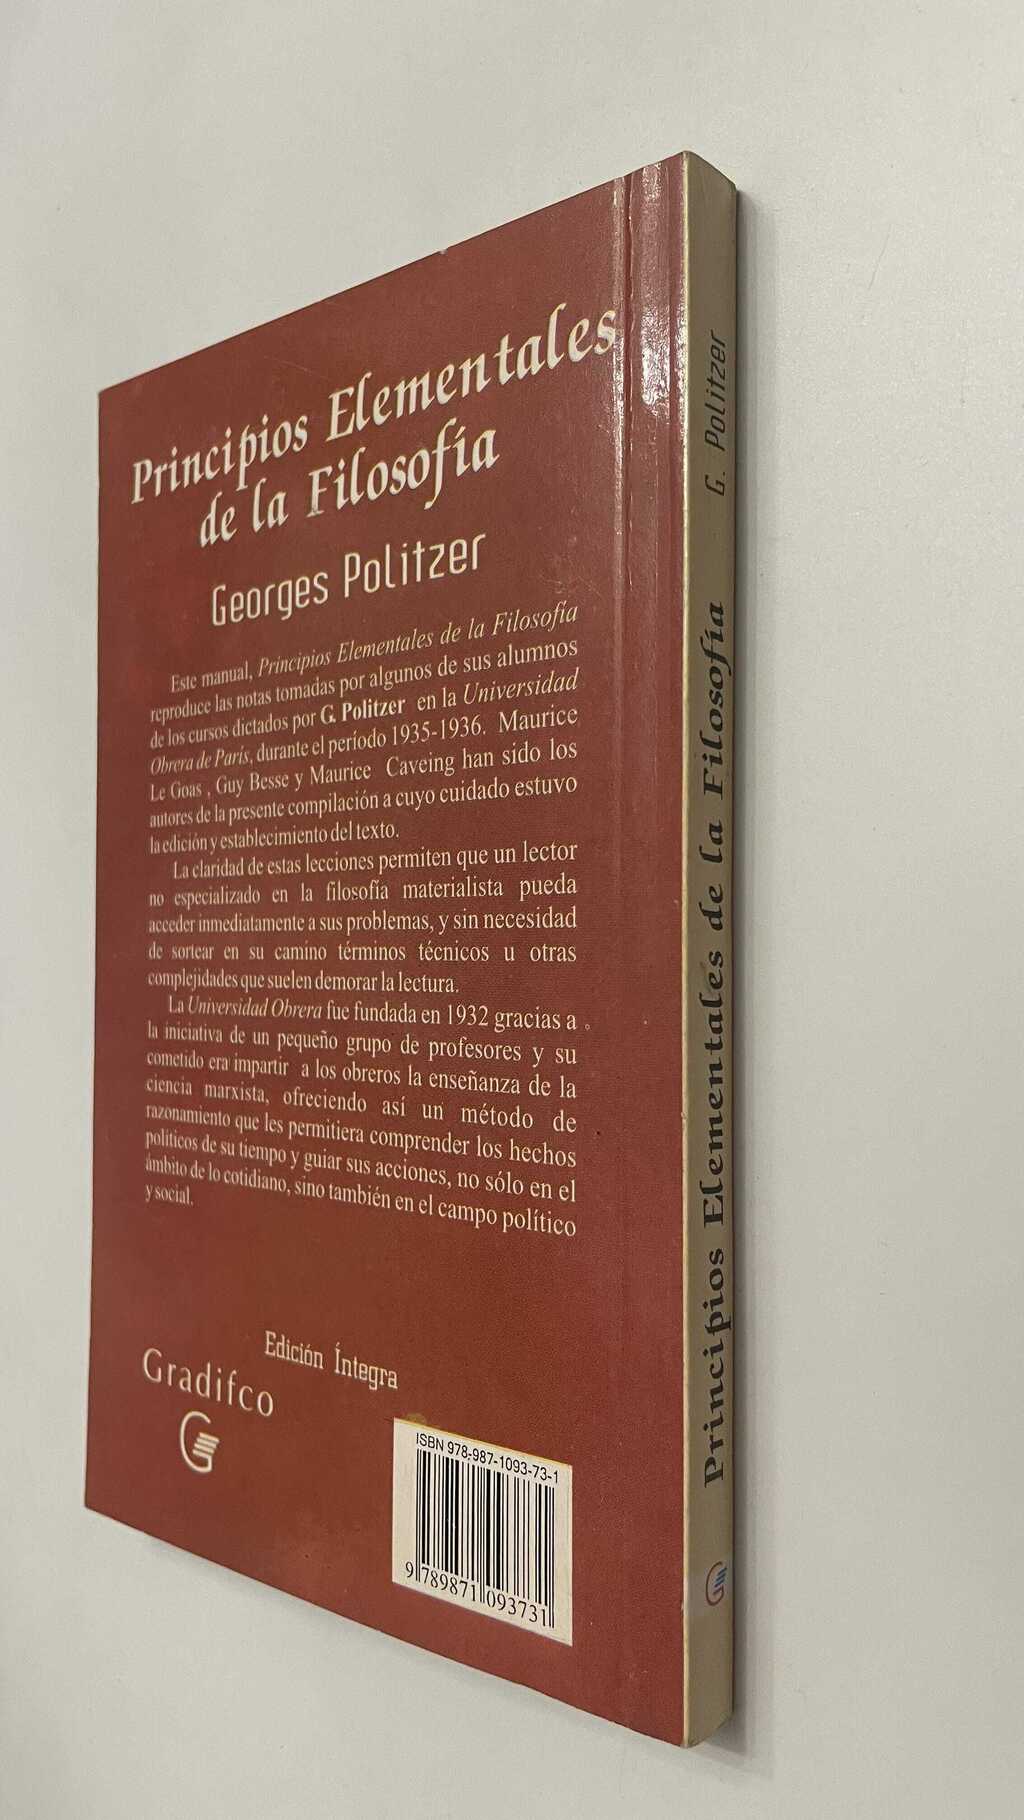 Principios Elementales
de la Filosofía
Georges Politzer
Este manual, Principios Elementales de la Filosofía
reproduce las notas tomadas por algunos de sus alumnos
de los cursos dictados por G. Politzer en la Universidad
Obrera de París, durante el período 1935-1936. Maurice
Le Goas , Guy Besse y Maurice Caveing han sido los
autores de la presente compilación a cuyo cuidado estuvo
la edición y establecimiento del texto.
La claridad de estas lecciones permiten que un lector
no especializado en la filosofía materialista pueda
acceder inmediatamente a sus problemas, y sin necesidad
de sortear en su camino términos técnicos u otras
complejidades que suelen demorar la lectura.
La Universidad Obrera fue fundada en 1932 gracias a
la iniciativa de un pequeño grupo de profesores y su
cometido era impartir a los obreros la enseñanza de la
ciencia marxista, ofreciendo así un método de
razonamiento que les permitiera comprender los hechos
políticos de su tiempo y guiar sus acciones, no sólo en el
ámbito de lo cotidiano, sino también en el campo político
y social.
Edición Íntegra
Gradifco
ISBN 978-987-1093-73-1
9 789871 093731
Principios Elementales de la Filosofía G. Politzer